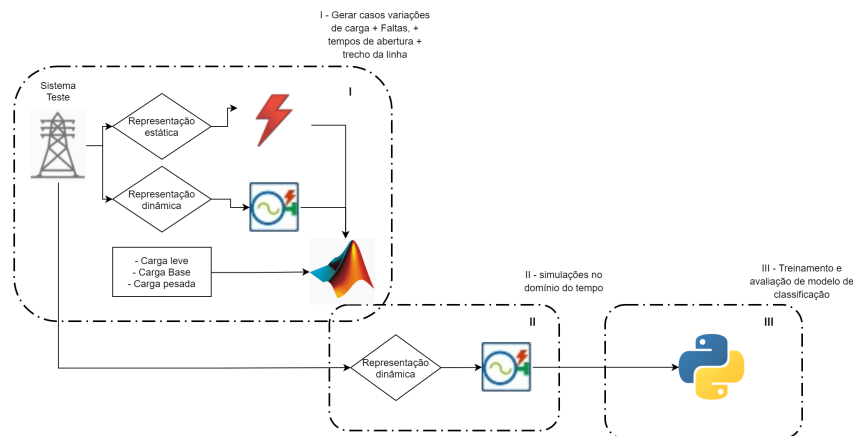 I - Gerar casos variações
de carga + Faltas, +
tempos de abertura +
trecho da linha
Sistema
Teste
I
Representação
estática
Representação
dinâmica
- Carga leve
- Carga Base
- Carga pesada
II - simulações no
domínio do tempo
III - Treinamento e
avaliação de modelo de
classificação
II
III
Representação
dinâmica